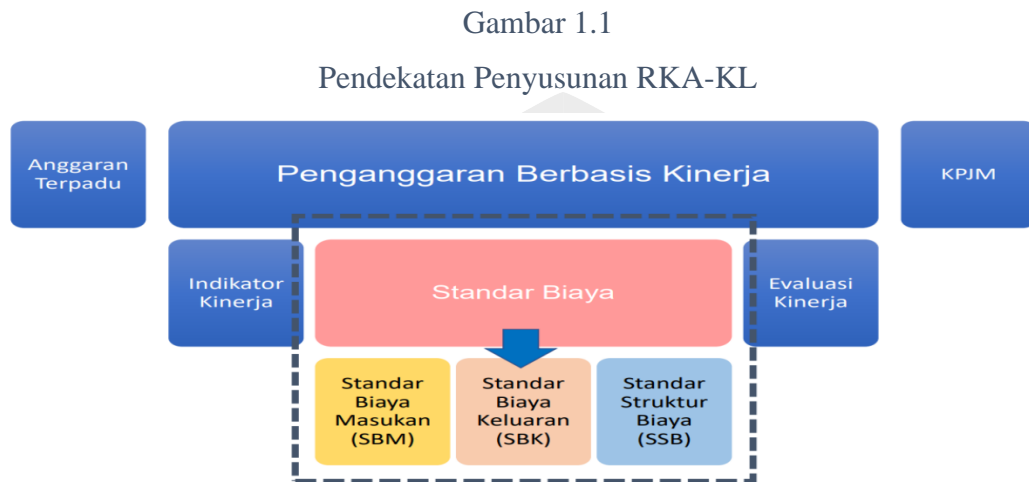 Gambar 1.1
Pendekatan Penyusunan RKA-KL
Anggaran
Terpadu
Penganggaran Berbasis Kinerja
KPJM
Indikator
Kinerja
Standar Biaya
Evaluasi
Kinerja
Standar
Biaya
Masukan
(SBM)
Standar
Biaya
Keluaran
(SBK)
Standar
Struktur
Biaya
(SSB)